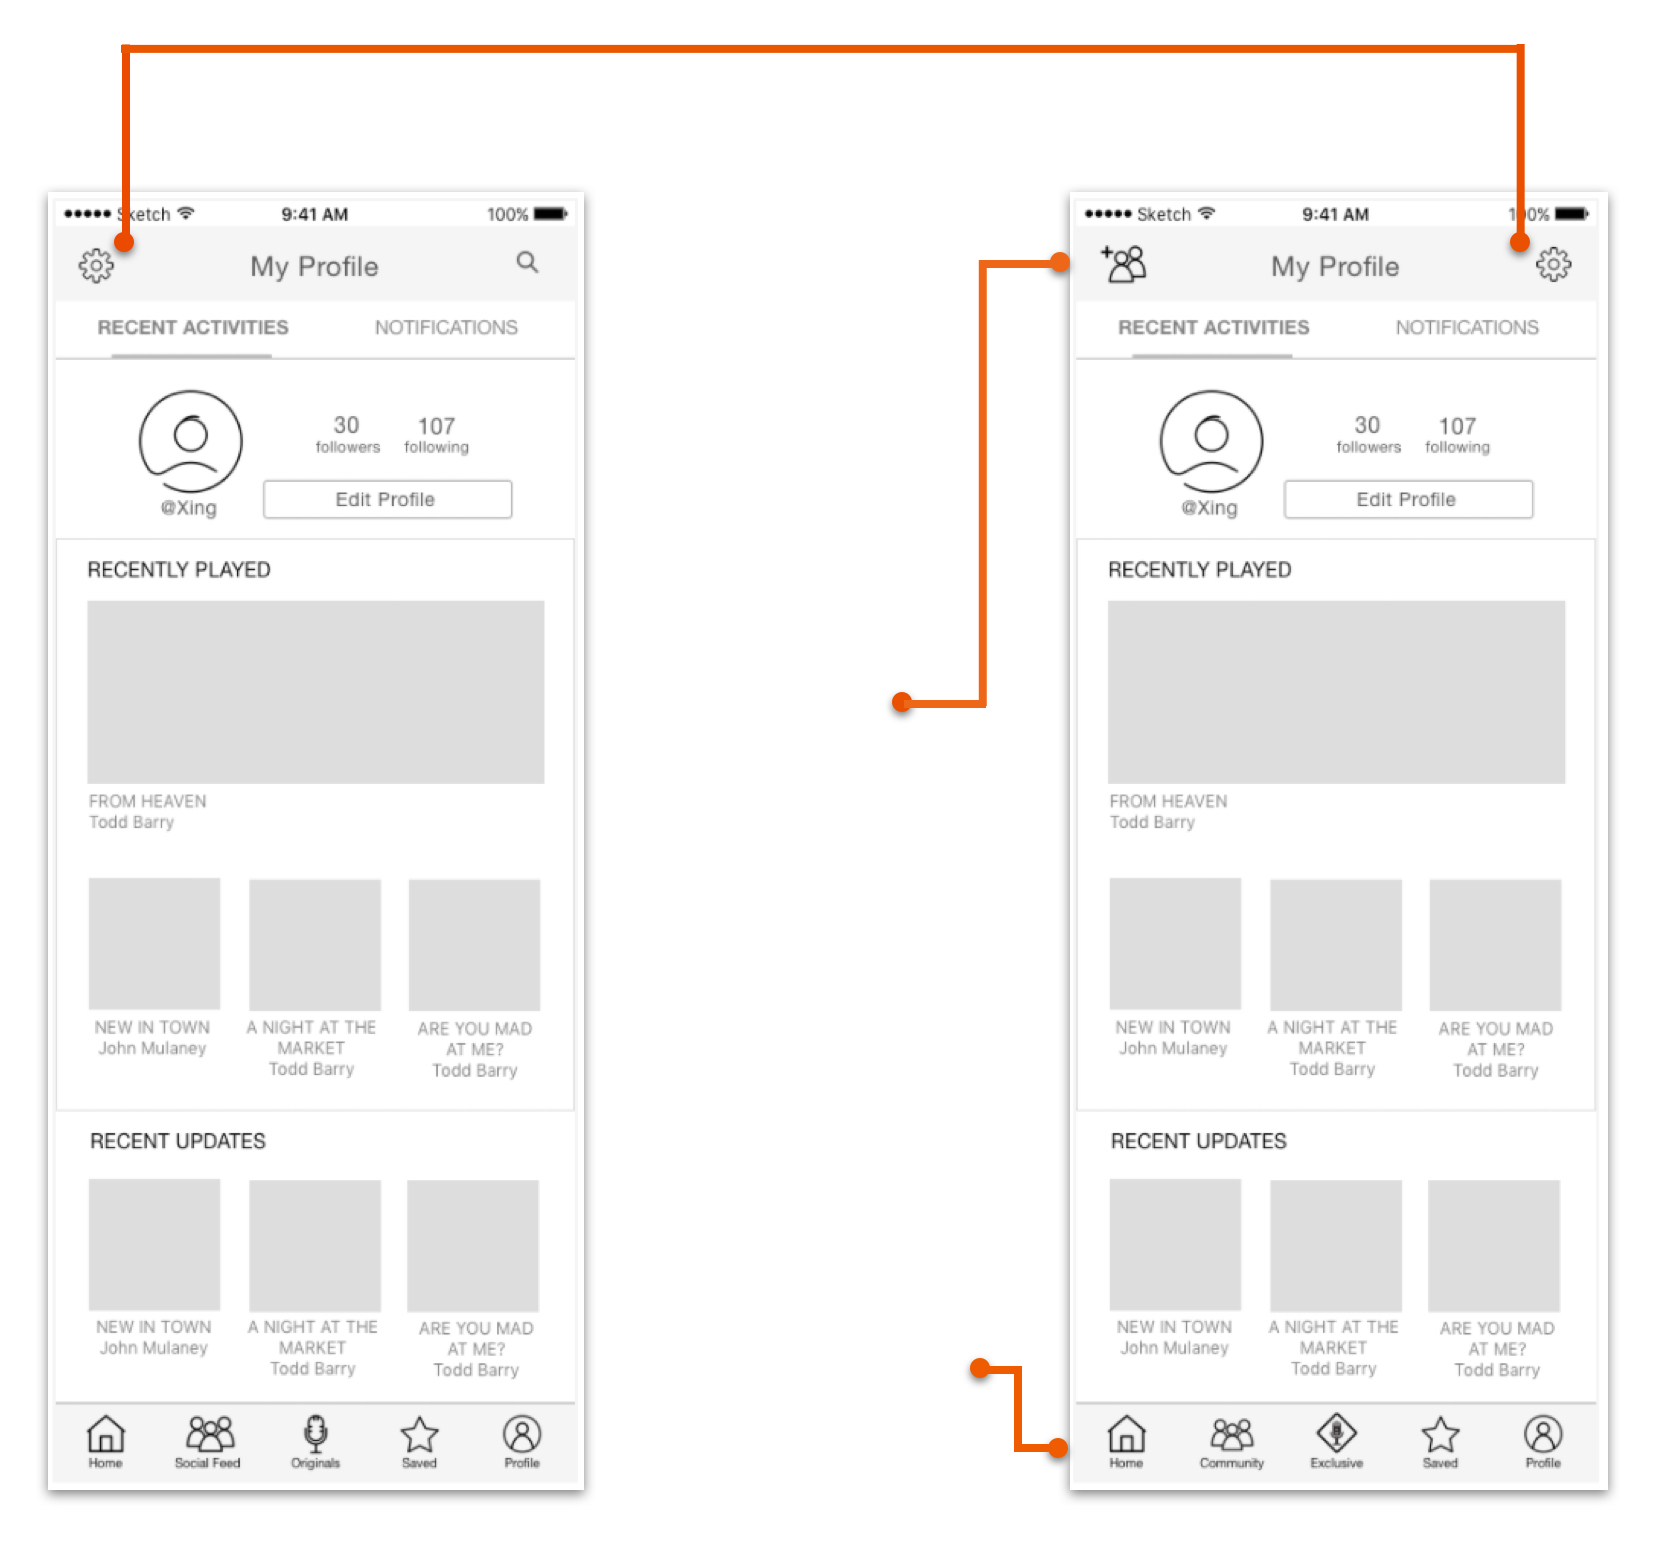 Sketch 9:41 AM 100%
My Profile
RECENT ACTIVITIES NOTIFICATIONS
30 107
followers following
@Xing
Edit Profile
RECENTLY PLAYED
FROM HEAVEN
Todd Barry
NEW IN TOWN
John Mulaney
A NIGHT AT THE
MARKET
Todd Barry
ARE YOU MAD
AT ME?
Todd Barry
RECENT UPDATES
NEW IN TOWN
John Mulaney
A NIGHT AT THE
MARKET
Todd Barry
ARE YOU MAD
AT ME?
Todd Barry
Home Social Feed Originals Saved Profile
Sketch 9:41 AM 100%
My Profile
RECENT ACTIVITIES NOTIFICATIONS
30 107
followers following
@Xing
Edit Profile
RECENTLY PLAYED
FROM HEAVEN
Todd Barry
NEW IN TOWN
John Mulaney
A NIGHT AT THE
MARKET
Todd Barry
ARE YOU MAD
AT ME?
Todd Barry
RECENT UPDATES
NEW IN TOWN
John Mulaney
A NIGHT AT THE
MARKET
Todd Barry
ARE YOU MAD
AT ME?
Todd Barry
Home Community Exclusive Saved Profile